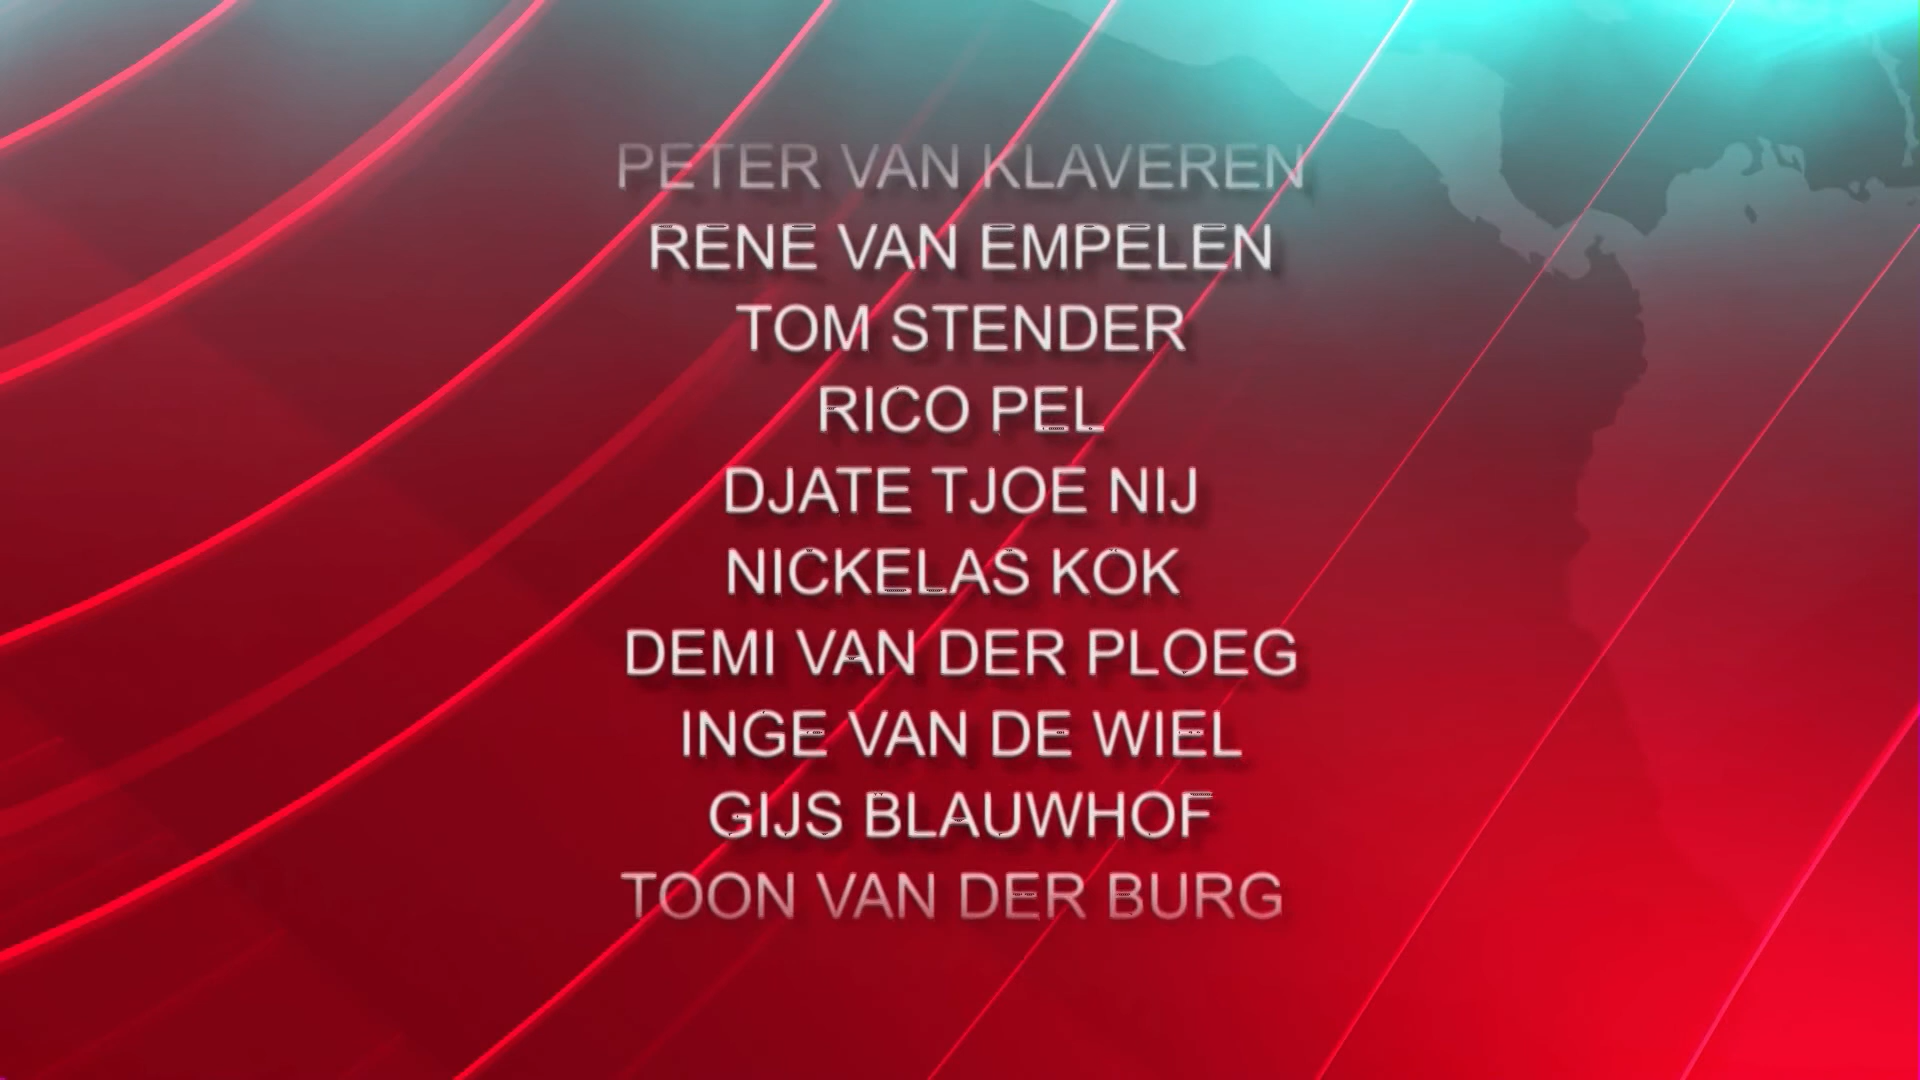 PETER VAN KLAVEREN
RENE VAN EMPELEN
TOM STENDER
RICO PEL
DJATE TJOE NIJ
NICKELAS KOK
DEMI VAN DER PLOEG
INGE VAN DE WIEL
GIJS BLAUWHOF
TOON VAN DER BURG